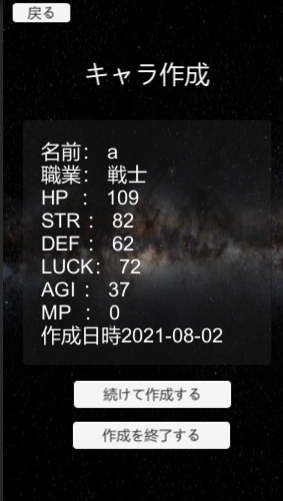 戻る
キャラ作成
名前： a
職業： 戦士
HP ： 109
STR ： 82
DEF ： 62
LUCK： 72
AGI ： 37
MP ： 0
作成日時2021-08-02
続けて作成する
作成を終了する